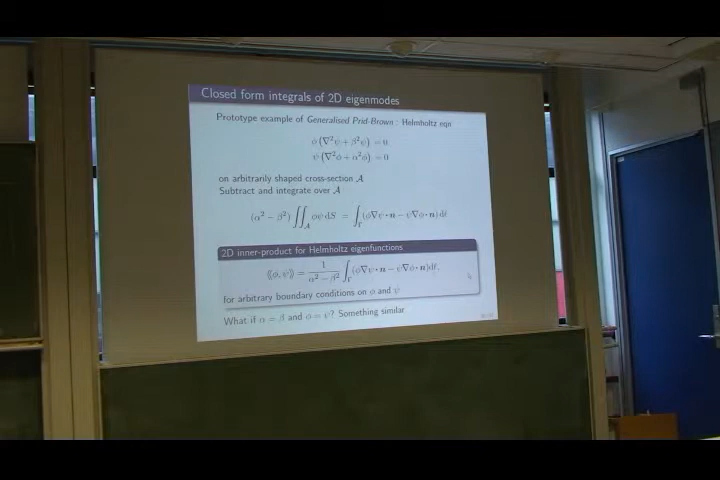 Closed form integrals of 2D eigenmodes
Prototype example of Generalised Prid-Brown : Helmholtz eqn
ϕ(∇²ψ + β²ψ) = 0
ψ(∇²ϕ + α²ϕ) = 0
on arbitrarily shaped cross-section 𝒜
Subtract and integrate over 𝒜
(α² − β²) ∬_𝒜 ϕψ dS = ∫_Γ (ϕ∇ψ·n − ψ∇ϕ·n) dℓ
2D inner-product for Helmholtz eigenfunctions
⟪ϕ, ψ⟫ = 1/(α² − β²) ∫_Γ (ϕ∇ψ·n − ψ∇ϕ·n) dℓ.
for arbitrary boundary conditions on ϕ and ψ
What if α = β and ϕ = ψ? Something similar